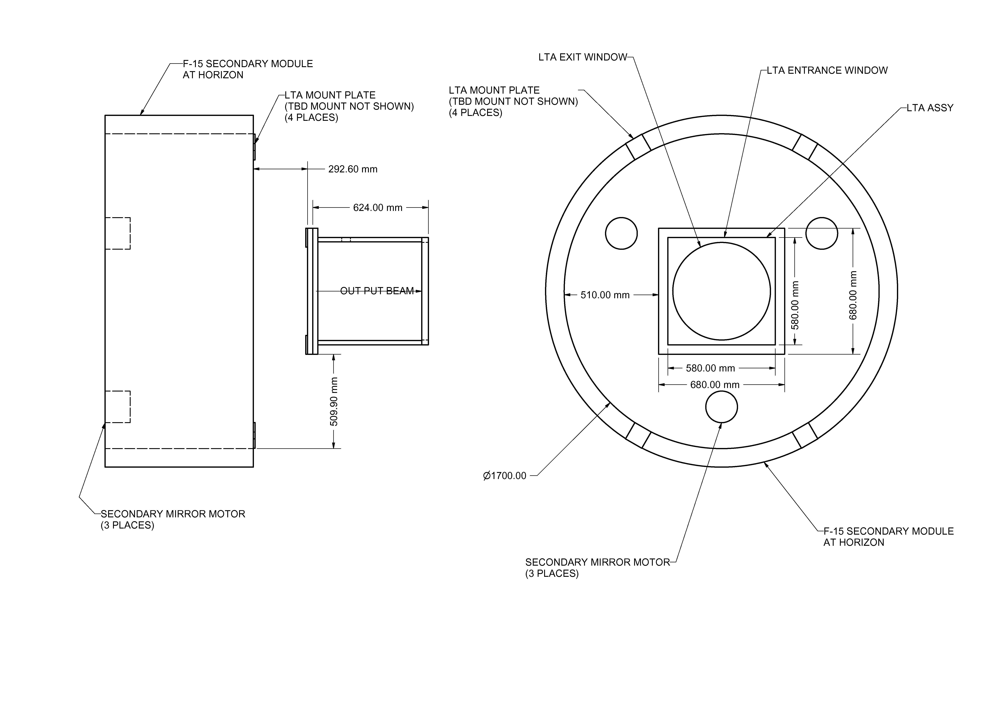 F-15 SECONDARY MODULE
AT HORIZON
LTA MOUNT PLATE
(TBD MOUNT NOT SHOWN)
(4 PLACES)
292.60 mm
624.00 mm
OUT PUT BEAM
509.90 mm
SECONDARY MIRROR MOTOR
(3 PLACES)
LTA EXIT WINDOW
LTA ENTRANCE WINDOW
LTA MOUNT PLATE
(TBD MOUNT NOT SHOWN)
(4 PLACES)
LTA ASSY
510.00 mm
580.00 mm
680.00 mm
580.00 mm
680.00 mm
Ø1700.00
F-15 SECONDARY MODULE
AT HORIZON
SECONDARY MIRROR MOTOR
(3 PLACES)